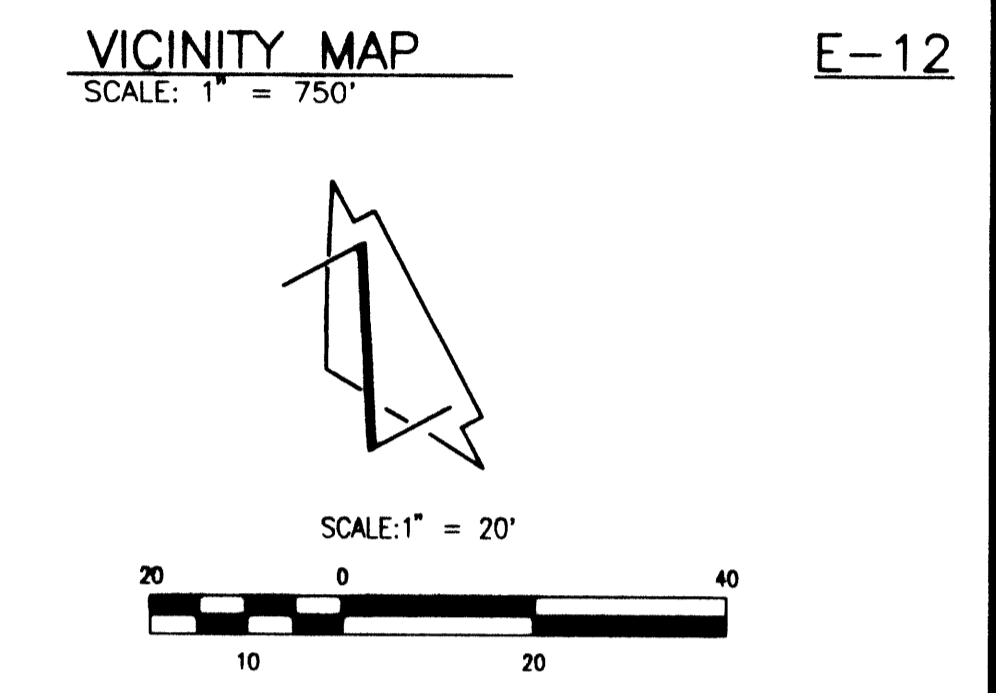 VICINITY MAP
E-12
SCALE: 1" = 750'
SCALE:1" = 20'
20 0 40
10 20